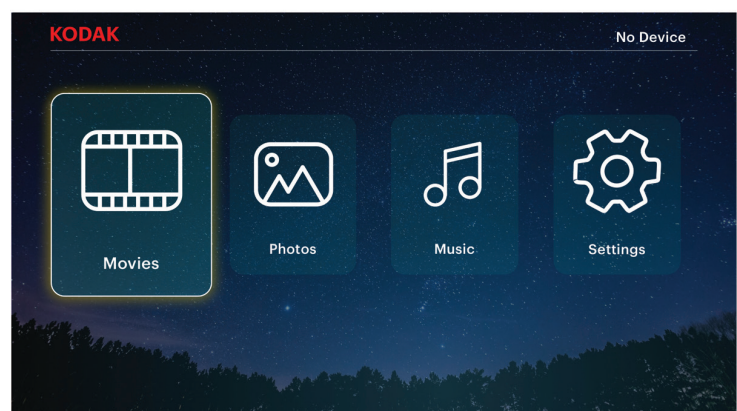 KODAK
No Device
Movies
Photos
Music
Settings